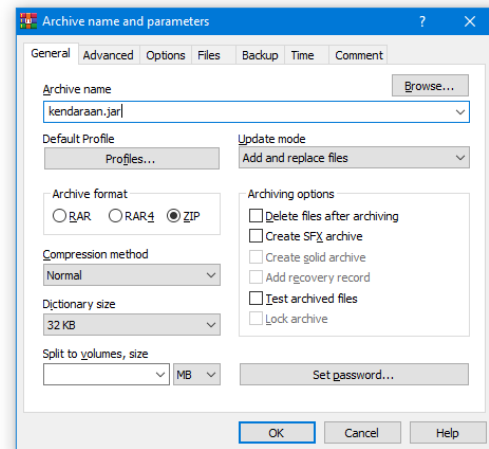 Archive name and parameters ? ×
General Advanced Options Files Backup Time Comment
Archive name
Browse...
kendaraan.jar
Default Profile
Profiles...
Update mode
Add and replace files
Archive format
RAR RAR4 ZIP
Compression method
Normal
Dictionary size
32 KB
Split to volumes, size
MB
Archiving options
Delete files after archiving
Create SFX archive
Create solid archive
Add recovery record
Test archived files
Lock archive
Set password...
OK Cancel Help